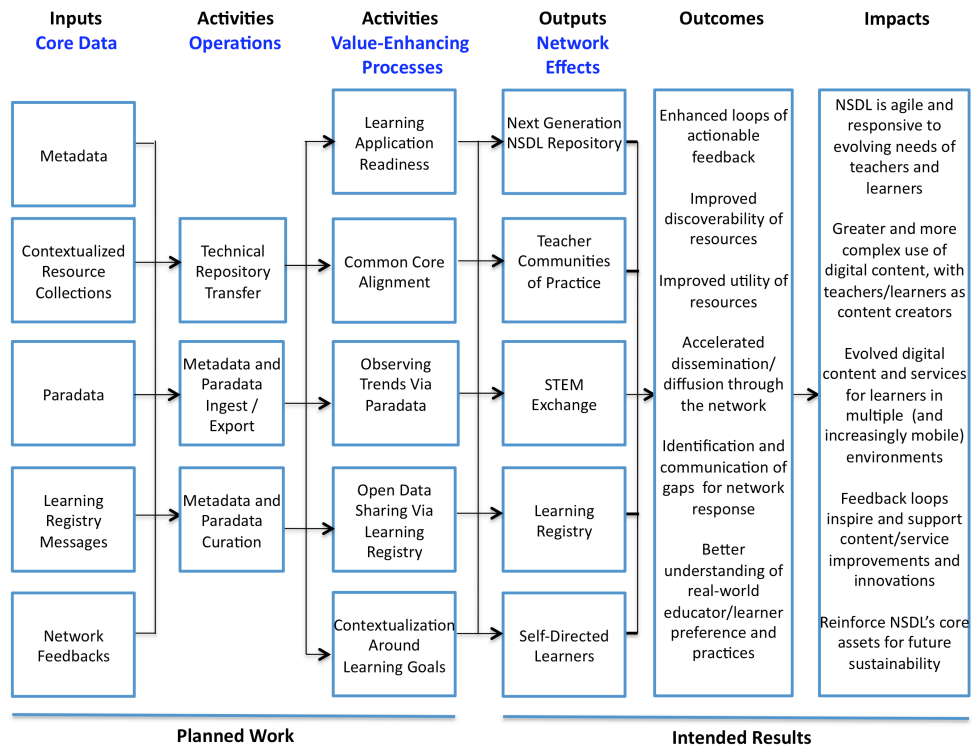 Inputs
Core Data
Activities
Operations
Activities
Value-Enhancing
Processes
Outputs
Network
Effects
Outcomes
Impacts
Metadata
Contextualized
Resource
Collections
Paradata
Learning
Registry
Messages
Network
Feedbacks
Technical
Repository
Transfer
Metadata and
Paradata
Ingest /
Export
Metadata and
Paradata
Curation
Learning
Application
Readiness
Common Core
Alignment
Observing
Trends Via
Paradata
Open Data
Sharing Via
Learning
Registry
Contextualization
Around
Learning Goals
Next Generation
NSDL Repository
Teacher
Communities
of Practice
STEM
Exchange
Learning
Registry
Self-Directed
Learners
Enhanced loops of
actionable
feedback
Improved
discoverability of
resources
Improved utility of
resources
Accelerated
dissemination/
diffusion through
the network
Identification and
communication of
gaps for network
response
Better
understanding of
real-world
educator/learner
preference and
practices
NSDL is agile and
responsive to
evolving needs of
teachers and
learners
Greater and more
complex use of
digital content, with
teachers/learners as
content creators
Evolved digital
content and services
for learners in
multiple (and
increasingly mobile)
environments
Feedback loops
inspire and support
content/service
improvements and
innovations
Reinforce NSDL's core
assets for future
sustainability
Planned Work
Intended Results